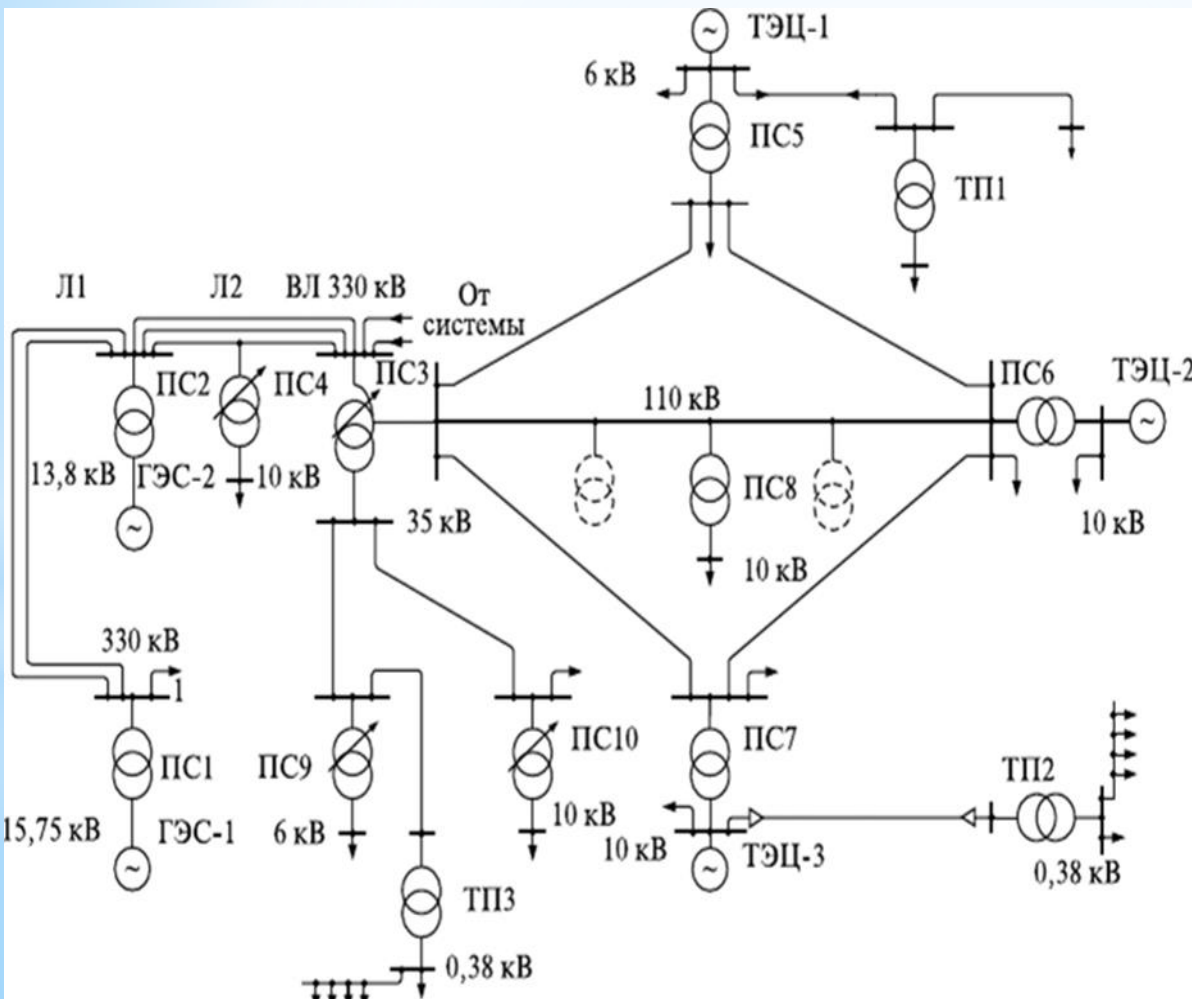 ТЭЦ-1
6 кВ
ПС5
ТП1
Л1
Л2
ВЛ 330 кВ
От
системы
ПС2
ПС4
ПС3
ПС6
ТЭЦ-2
110 кВ
13,8 кВ
ГЭС-2
10 кВ
ПС8
35 кВ
10 кВ
10 кВ
330 кВ
1
ПС1
ПС9
ПС10
ПС7
ТП2
15,75 кВ
ГЭС-1
6 кВ
10 кВ
10 кВ
ТЭЦ-3
0,38 кВ
ТП3
0,38 кВ